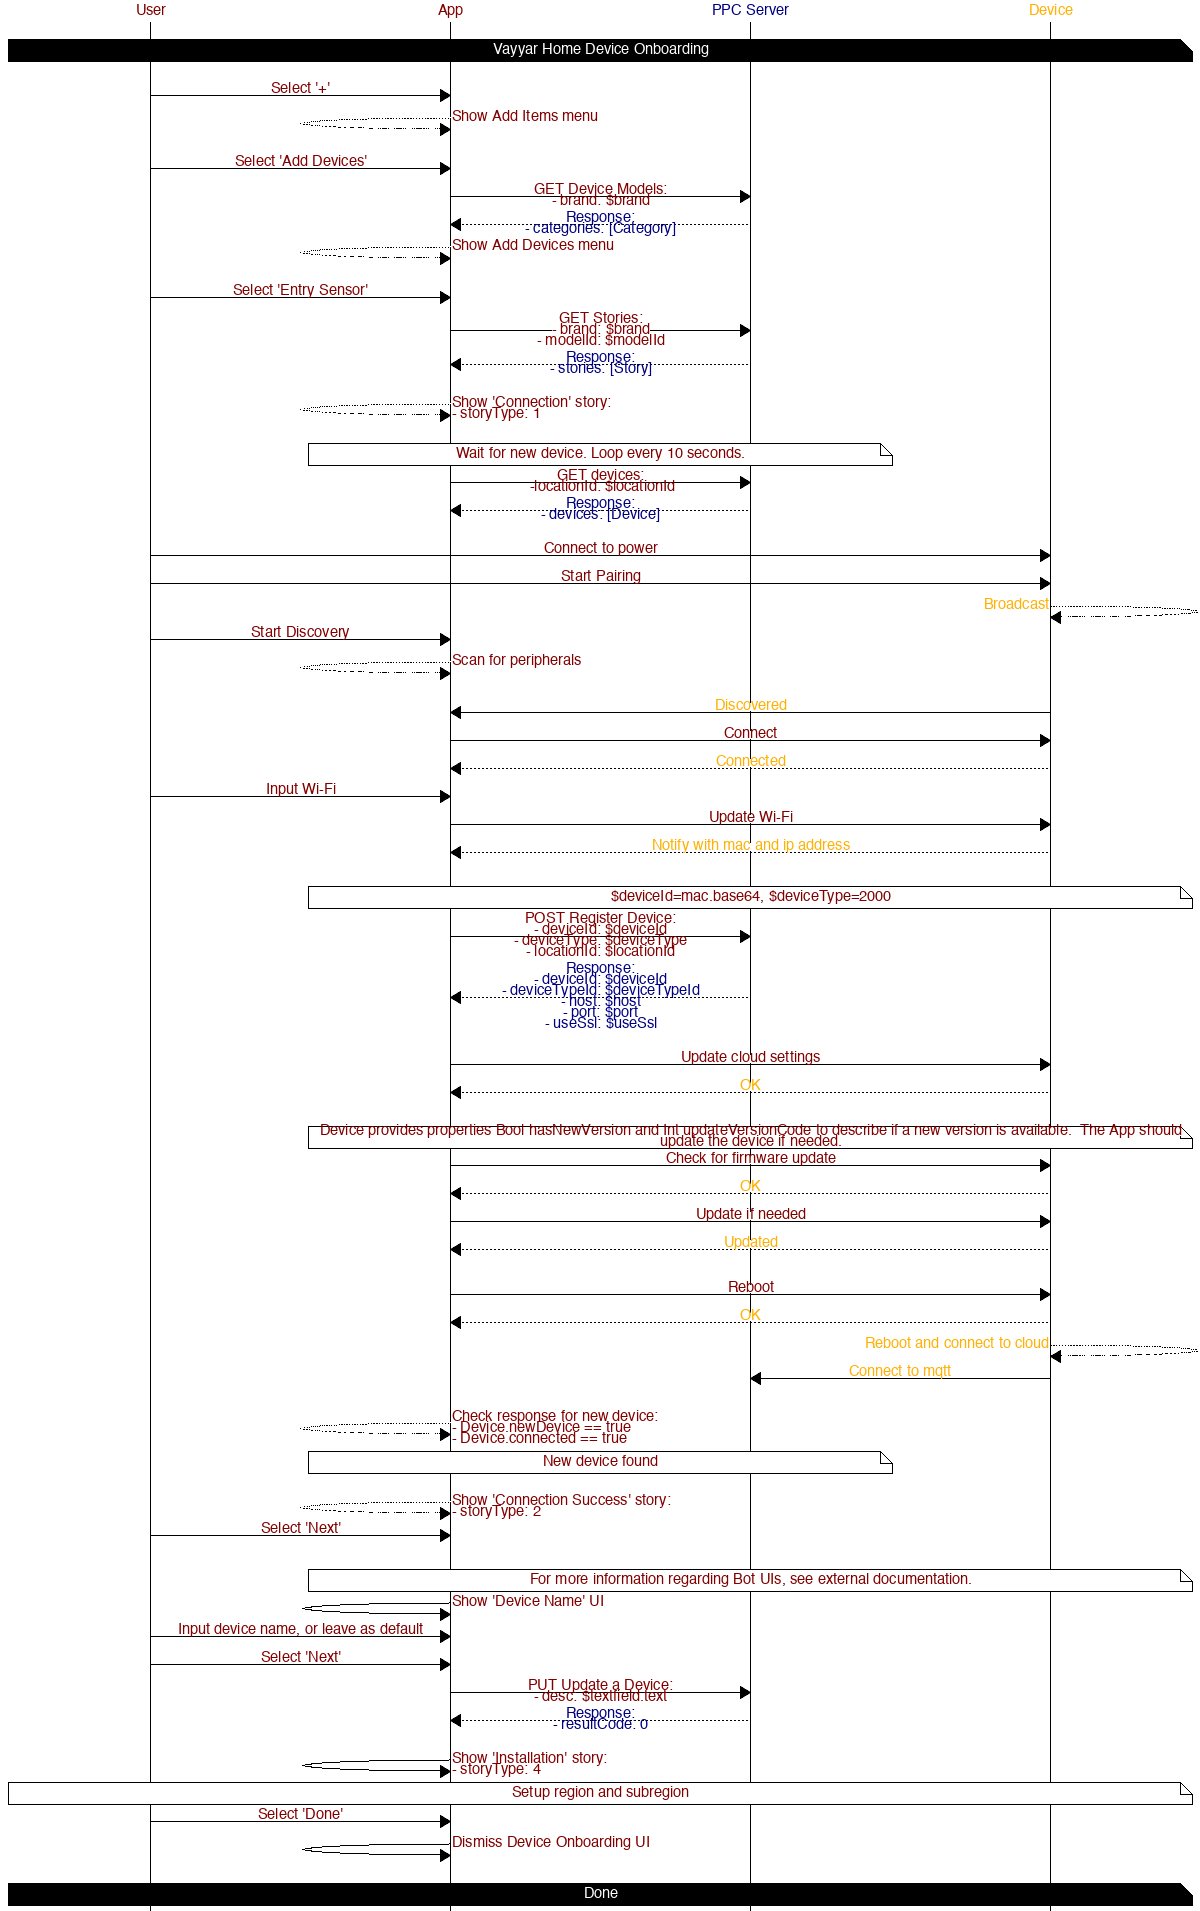 User App PPC Server Device
Vayyar Home Device Onboarding
Select '+'
Show Add Items menu
Select 'Add Devices'
GET Device Models:
- brand: $brand
Response:
- categories: [Category]
Show Add Devices menu
Select 'Entry Sensor'
GET Stories:
- brand: $brand
- modelId: $modelId
Response:
- stories: [Story]
Show 'Connection' story:
- storyType: 1
Wait for new device. Loop every 10 seconds.
GET devices:
-locationId: $locationId
Response:
- devices: [Device]
Connect to power
Start Pairing
Broadcast
Start Discovery
Scan for peripherals
Discovered
Connect
Connected
Input Wi-Fi
Update Wi-Fi
Notify with mac and ip address
$deviceId=mac.base64, $deviceType=2000
POST Register Device:
- deviceId: $deviceId
- deviceType: $deviceType
- locationId: $locationId
Response:
- deviceId: $deviceId
- deviceTypeId: $deviceTypeId
- host: $host
- port: $port
- useSsl: $useSsl
Update cloud settings
OK
Device provides properties Bool hasNewVersion and Int updateVersionCode to describe if a new version is available.  The App should
update the device if needed.
Check for firmware update
OK
Update if needed
Updated
Reboot
OK
Reboot and connect to cloud
Connect to mqtt
Check response for new device:
- Device.newDevice == true
- Device.connected == true
New device found
Show 'Connection Success' story:
- storyType: 2
Select 'Next'
For more information regarding Bot UIs, see external documentation.
Show 'Device Name' UI
Input device name, or leave as default
Select 'Next'
PUT Update a Device:
- desc: $textfield.text
Response:
- resultCode: 0
Show 'Installation' story:
- storyType: 4
Setup region and subregion
Select 'Done'
Dismiss Device Onboarding UI
Done